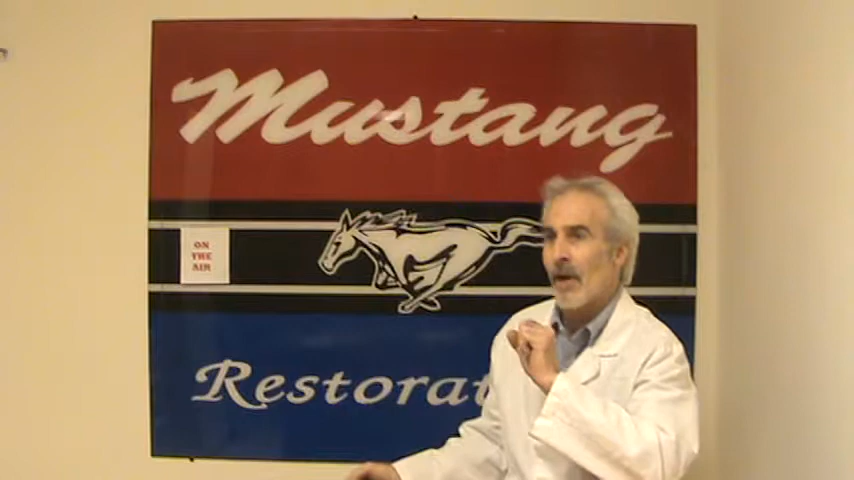 Mustang
ON
THE
AIR
Restorat